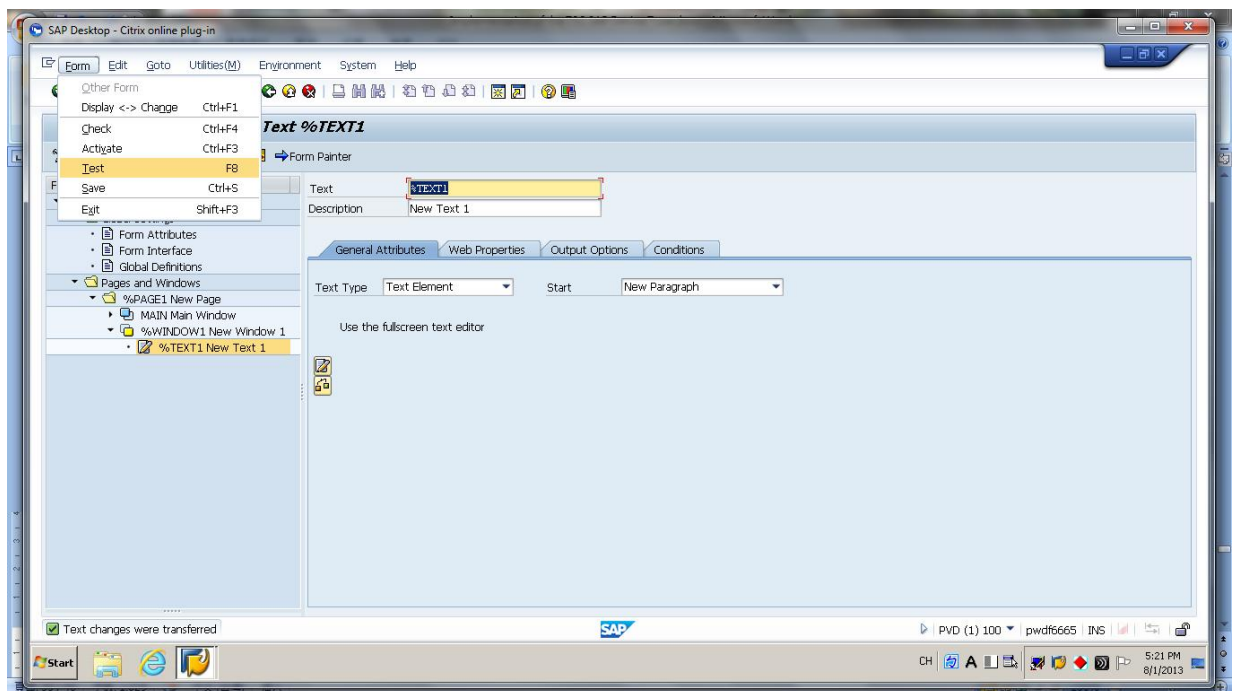 SAP Desktop - Citrix online plug-in
Form Edit Goto Utilities(M) Environment System Help
Other Form
Display <-> Change Ctrl+F1
Check Ctrl+F4
Activate Ctrl+F3
Test F8
Save Ctrl+S
Exit Shift+F3
Text %TEXT1
Form Painter
Text %TEXT1
Description New Text 1
Form Attributes
Form Interface
Global Definitions
Pages and Windows
%PAGE1 New Page
MAIN Main Window
%WINDOW1 New Window 1
%TEXT1 New Text 1
General Attributes Web Properties Output Options Conditions
Text Type Text Element Start New Paragraph
Use the fullscreen text editor
Text changes were transferred
SAP
PVD (1) 100 pwdf6665 INS
Start
CH A
5:21 PM
8/1/2013